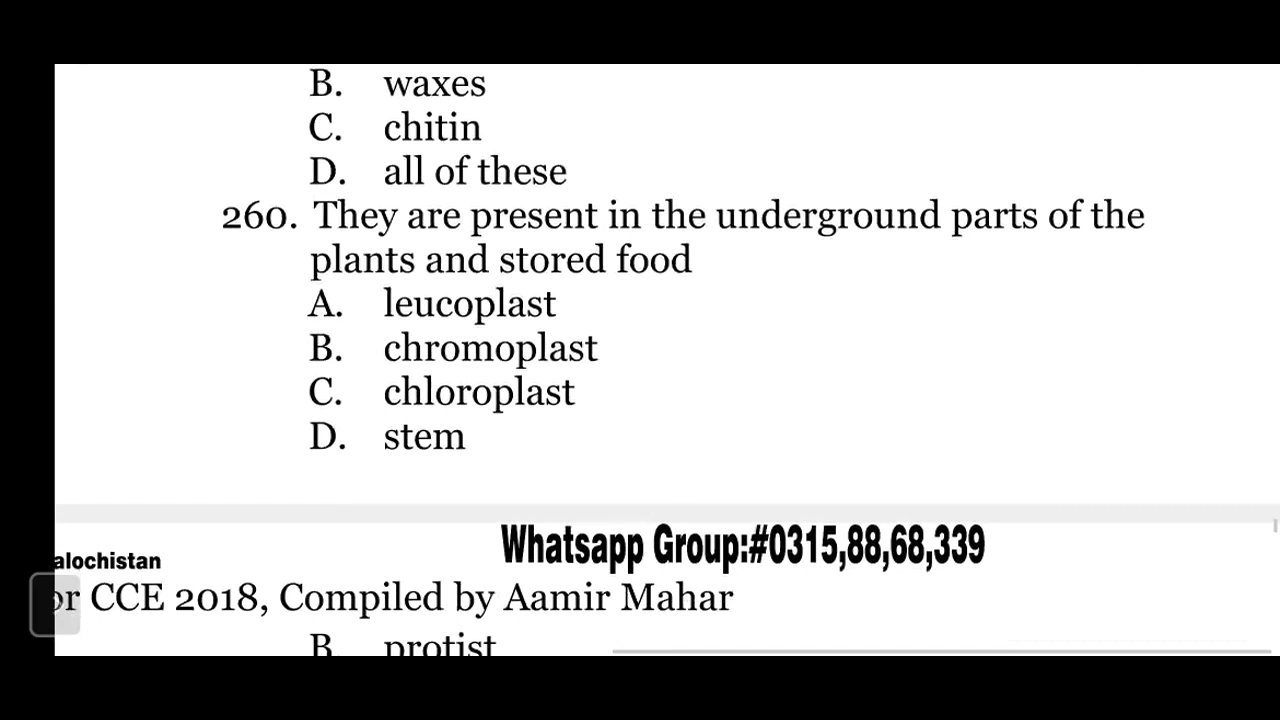 B. waxes
C. chitin
D. all of these
260. They are present in the underground parts of the
plants and stored food
A. leucoplast
B. chromoplast
C. chloroplast
D. stem
Whatsapp Group:#0315,88,68,339
alochistan
or CCE 2018, Compiled by Aamir Mahar
B. protist